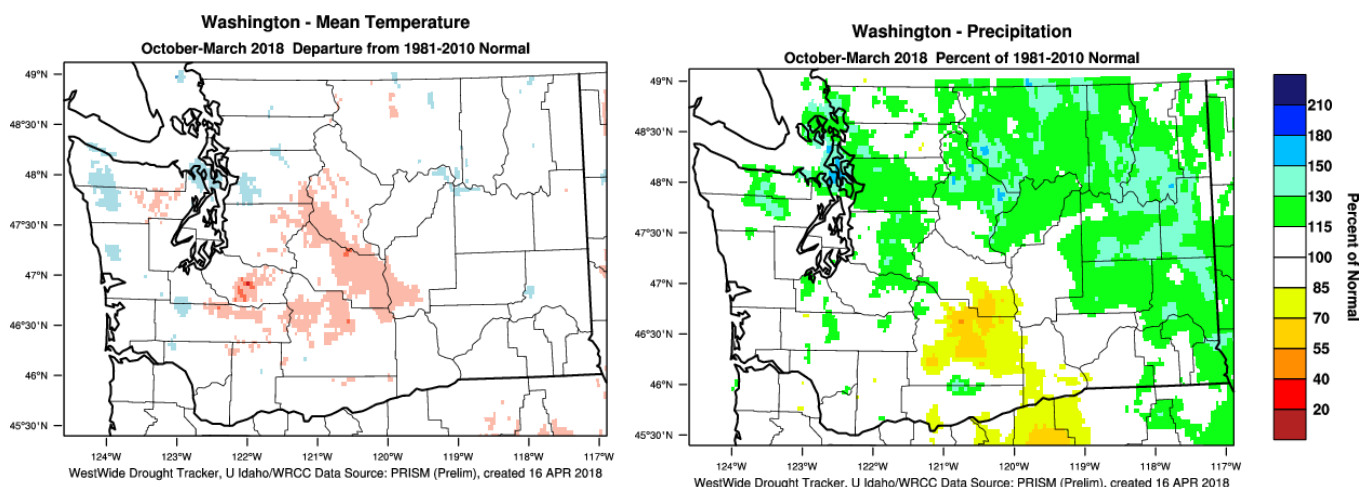 Washington - Mean Temperature
October-March 2018 Departure from 1981-2010 Normal
49°N
48°30'N
48°N
47°30'N
47°N
46°30'N
46°N
45°30'N
124°W
123°W
122°W
121°W
120°W
119°W
118°W
117°W
WestWide Drought Tracker, U Idaho/WRCC Data Source: PRISM (Prelim), created 16 APR 2018
Washington - Precipitation
October-March 2018 Percent of 1981-2010 Normal
49°N
48°30'N
48°N
47°30'N
47°N
46°30'N
46°N
45°30'N
124°W
123°W
122°W
121°W
120°W
119°W
118°W
117°W
WestWide Drought Tracker, U Idaho/WRCC Data Source: PRISM (Prelim), created 16 APR 2018
210
180
150
130
115
100
85
70
55
40
20
Percent of Normal